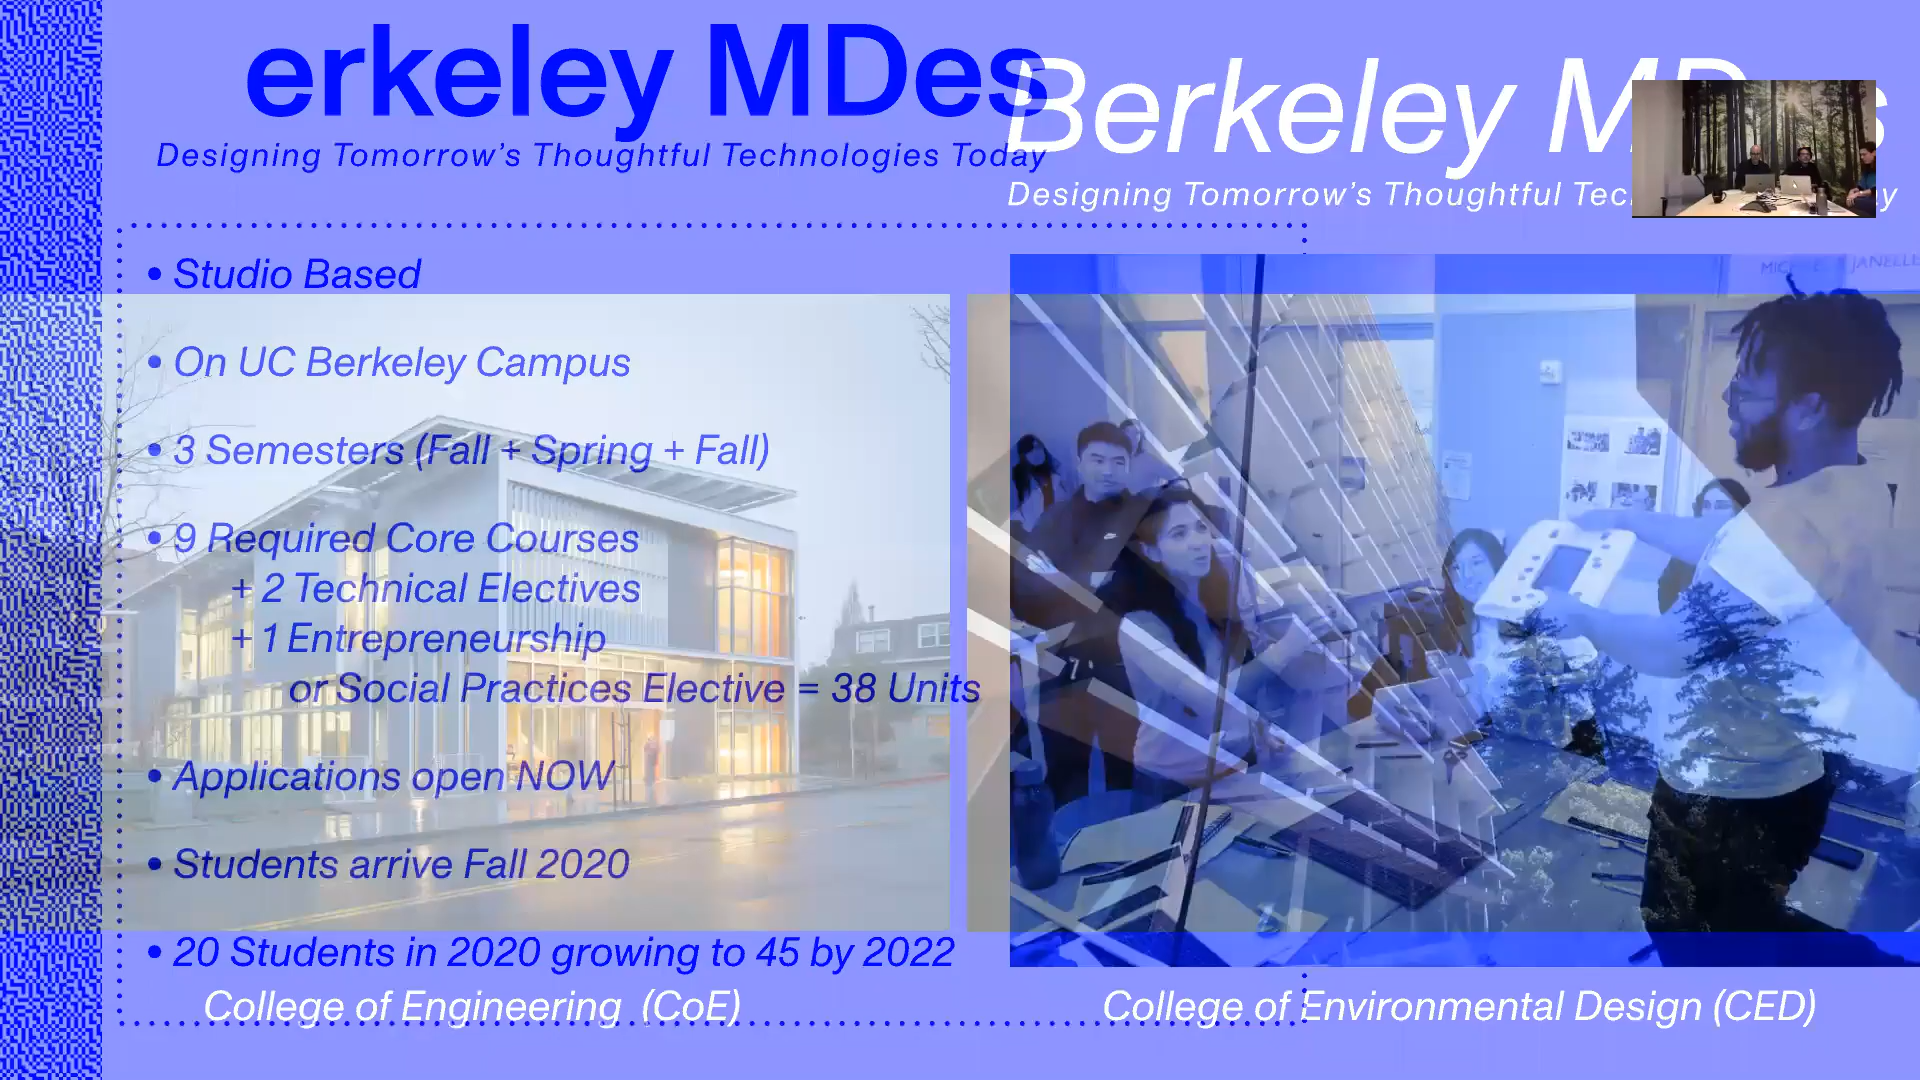 erkeley MDes
Designing Tomorrow's Thoughtful Technologies Today
Berkeley M s
Designing Tomorrow's Thoughtful
• Studio Based
• On UC Berkeley Campus
• 3 Semesters (Fall + Spring + Fall)
• 9 Required Core Courses
+ 2 Technical Electives
+ 1 Entrepreneurship
or Social Practices Elective = 38 Units
• Applications open NOW
• Students arrive Fall 2020
• 20 Students in 2020 growing to 45 by 2022
College of Engineering (CoE)
College of Environmental Design (CED)
JANELLE